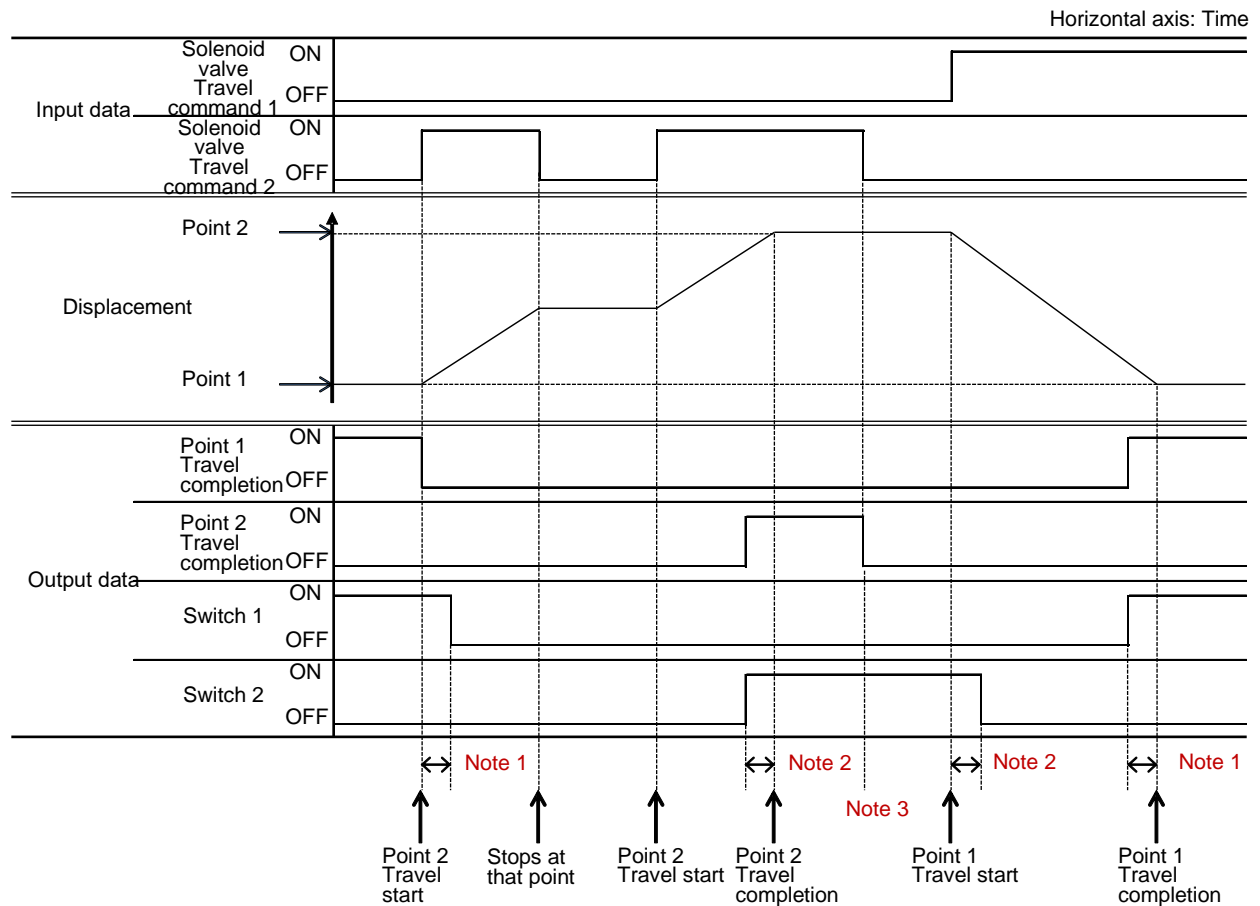 Horizontal axis: Time
Input data
Solenoid
valve
Travel
command 1
ON
OFF
Solenoid
valve
Travel
command 2
ON
OFF
Displacement
Point 2
Point 1
Output data
Point 1
Travel
completion
ON
OFF
Point 2
Travel
completion
ON
OFF
Switch 1
ON
OFF
Switch 2
ON
OFF
Note 1
Note 2
Note 3
Note 2
Note 1
Point 2
Travel
start
Stops at
that point
Point 2
Travel start
Point 2
Travel
completion
Point 1
Travel start
Point 1
Travel
completion